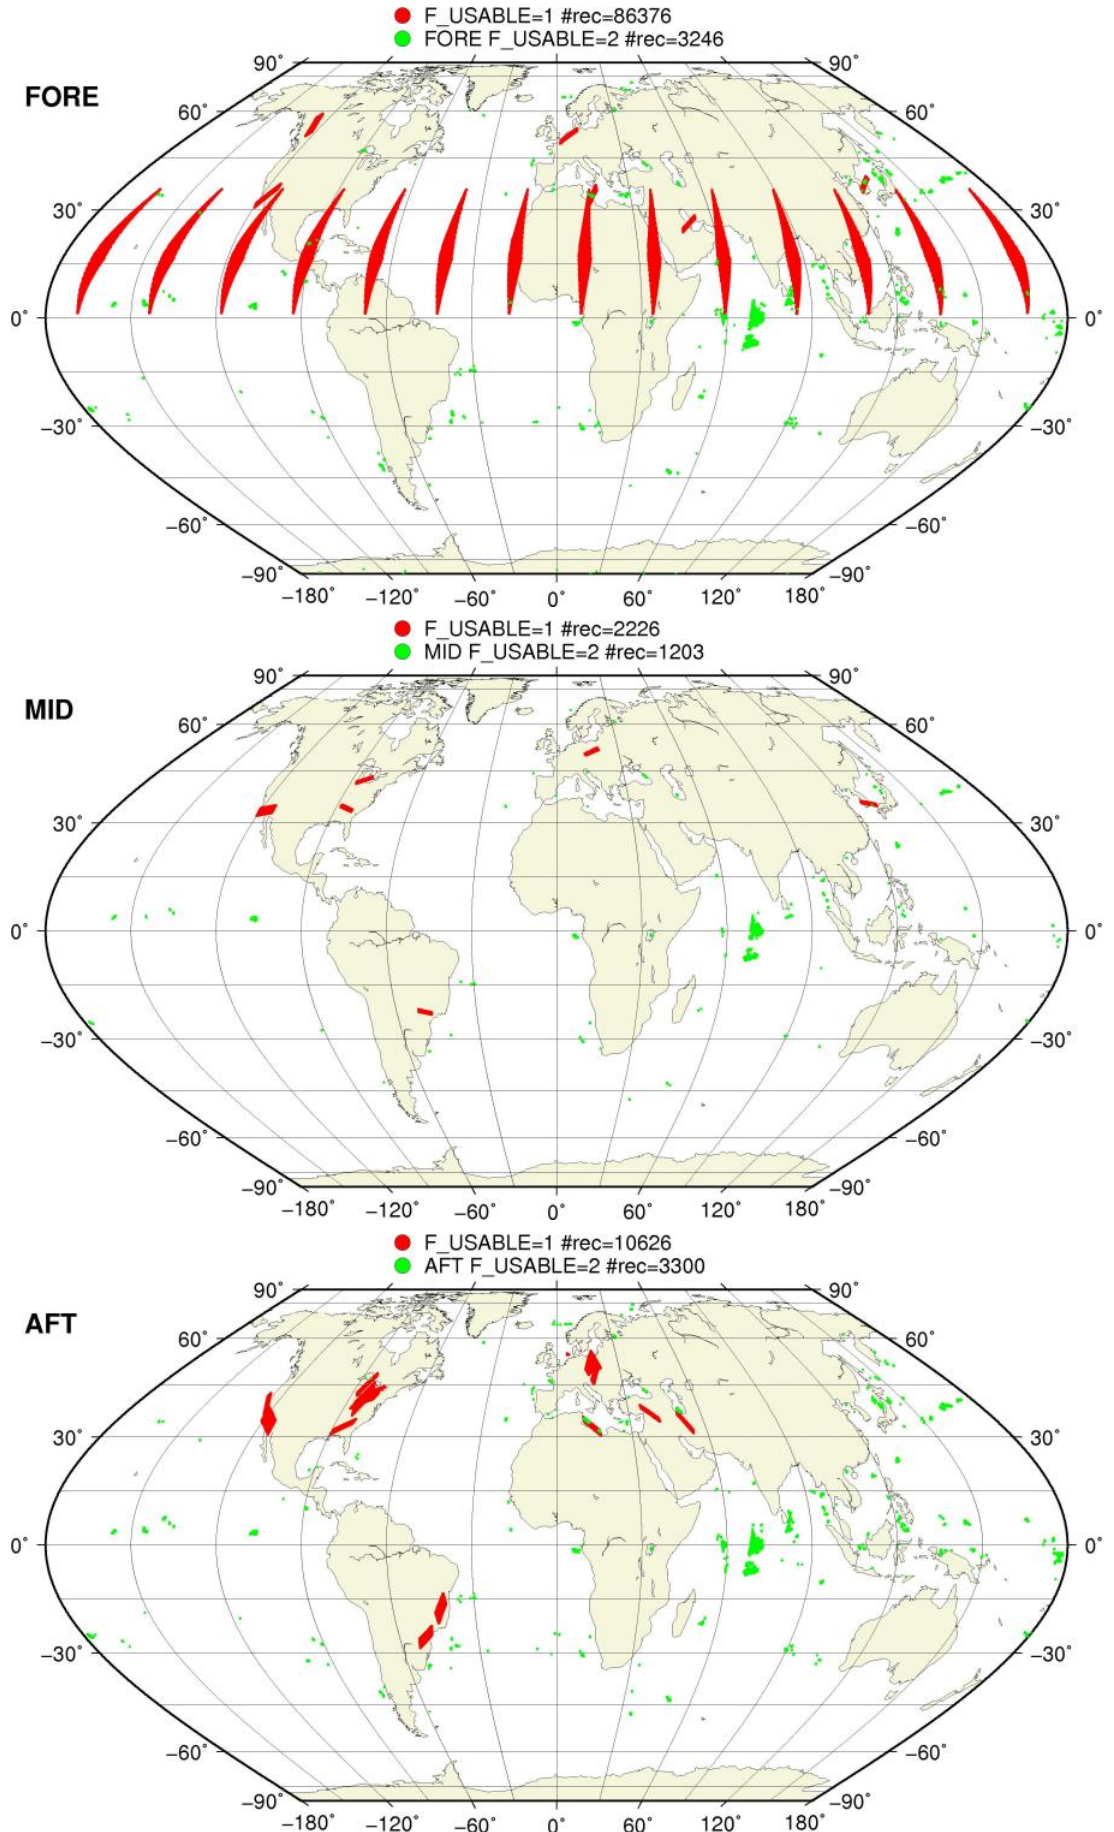 F_USABLE=1 #rec=86376
FORE F_USABLE=2 #rec=3246
FORE
90° 90°
60° 60°
30° 30°
0° 0°
−30° −30°
−60° −60°
−90° −90°
−180° −120° −60° 0° 60° 120° 180°
F_USABLE=1 #rec=2226
MID F_USABLE=2 #rec=1203
MID
90° 90°
60° 60°
30° 30°
0° 0°
−30° −30°
−60° −60°
−90° −90°
−180° −120° −60° 0° 60° 120° 180°
F_USABLE=1 #rec=10626
AFT F_USABLE=2 #rec=3300
AFT
90° 90°
60° 60°
30° 30°
0° 0°
−30° −30°
−60° −60°
−90° −90°
−180° −120° −60° 0° 60° 120° 180°